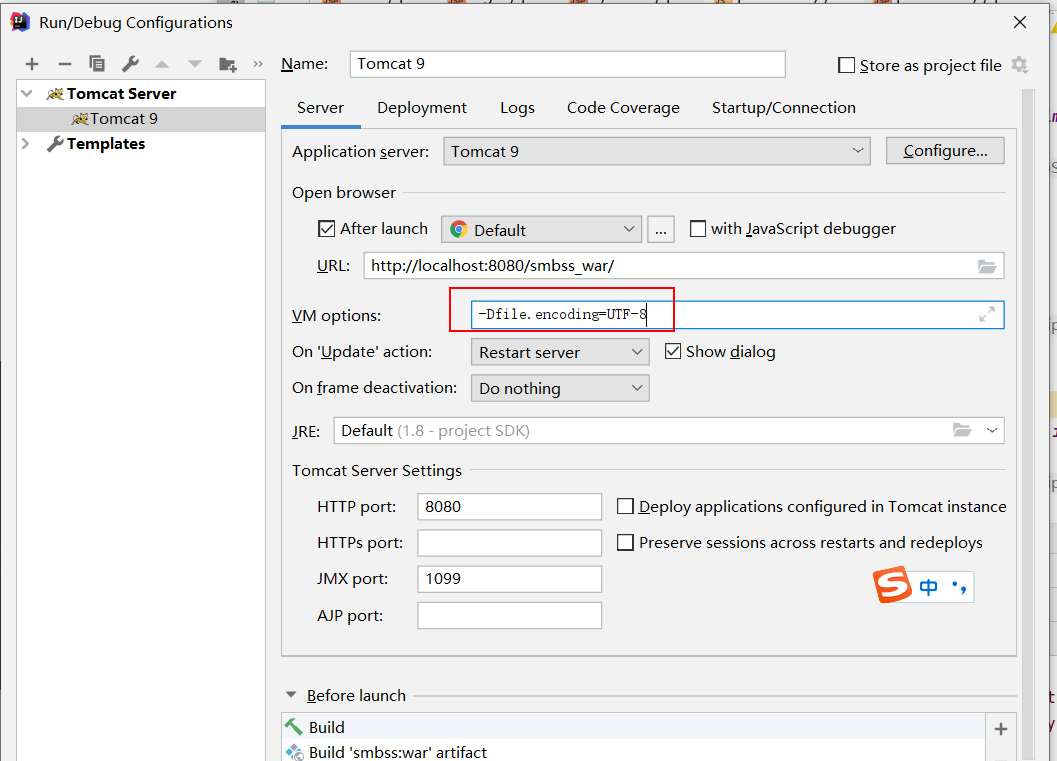 Run/Debug Configurations
Name: Tomcat 9
Store as project file
Tomcat Server
Tomcat 9
Templates
Server Deployment Logs Code Coverage Startup/Connection
Application server: Tomcat 9 Configure...
Open browser
After launch Default ... with JavaScript debugger
URL: http://localhost:8080/smbss_war/
VM options: -Dfile.encoding=UTF-8
On 'Update' action: Restart server Show dialog
On frame deactivation: Do nothing
JRE: Default (1.8 - project SDK)
Tomcat Server Settings
HTTP port: 8080 Deploy applications configured in Tomcat instance
HTTPs port: Preserve sessions across restarts and redeploys
JMX port: 1099
S 中
AJP port:
Before launch
Build
Build 'smbss:war' artifact